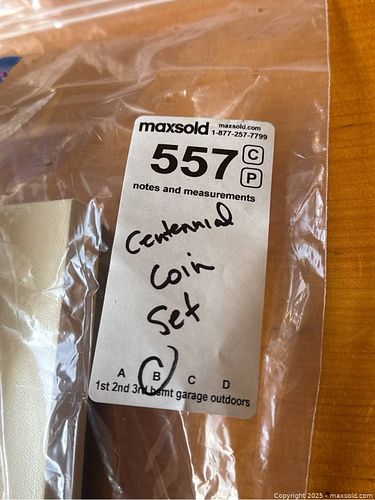 maxsold maxsold.com
1-877-257-7799
557 C
P
notes and measurements
Centennial
Coin
Set
A B C D
1st 2nd 3rd bsmt garage outdoors
Copyright 2025 - maxsold.com